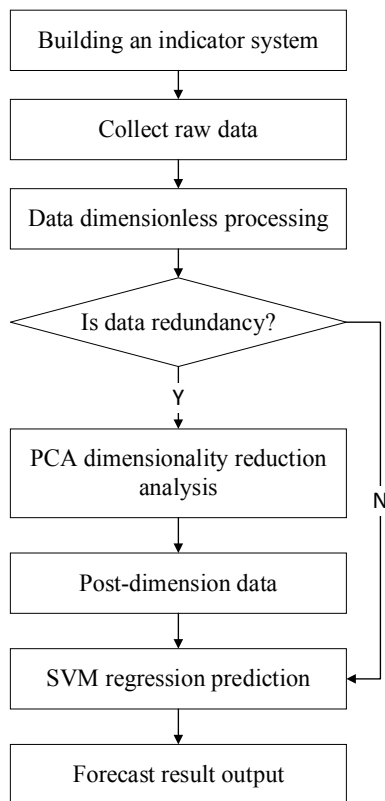 Building an indicator system
Collect raw data
Data dimensionless processing
Is data redundancy?
Y
PCA dimensionality reduction
analysis
N
Post-dimension data
SVM regression prediction
Forecast result output